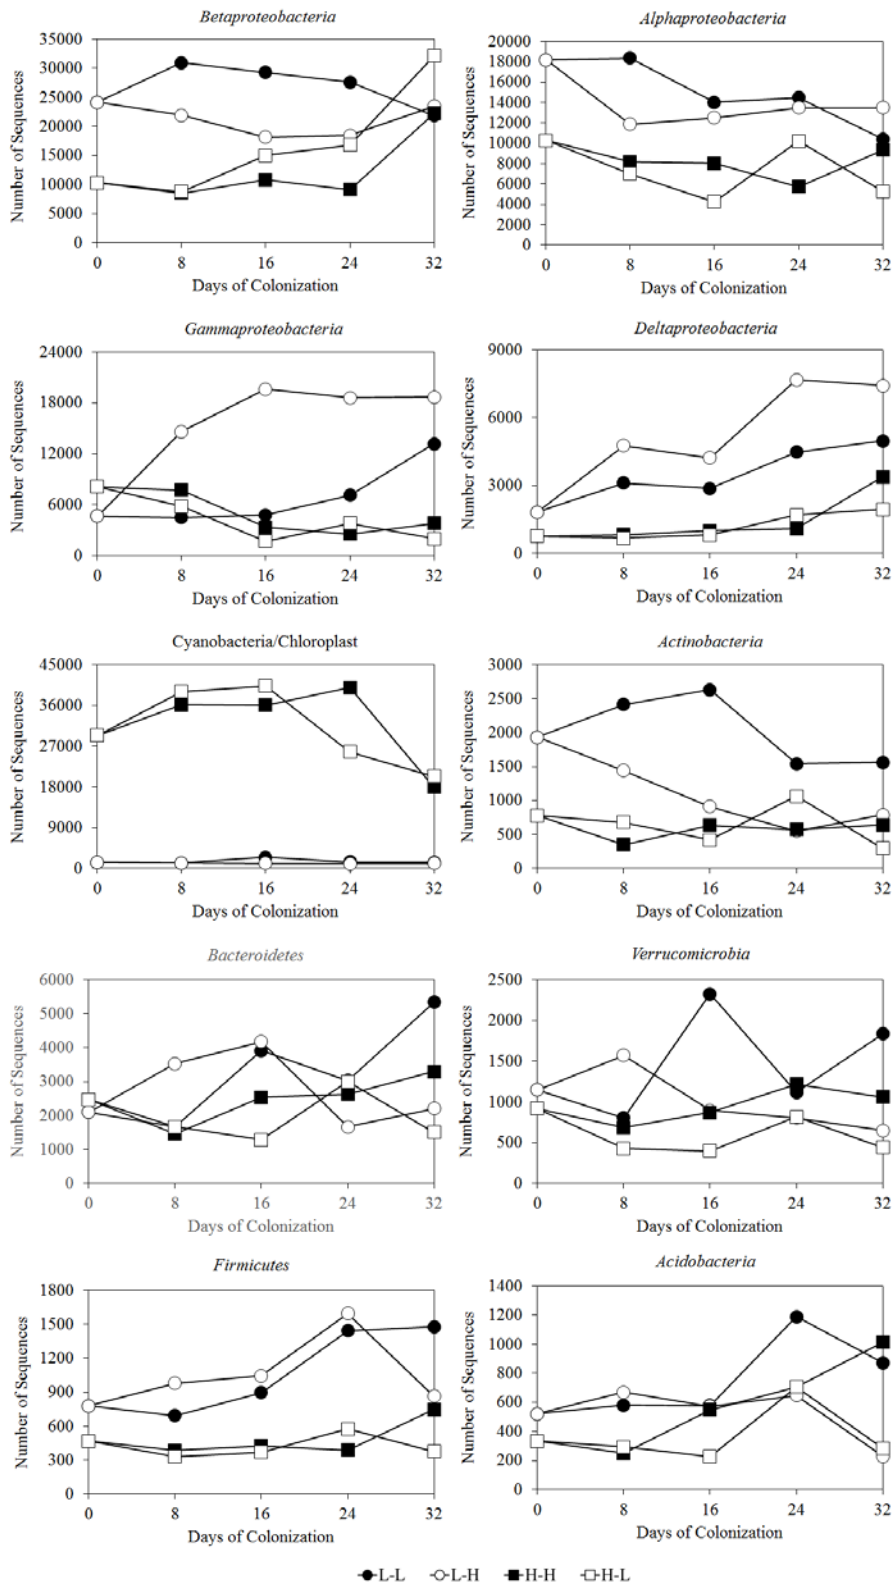 Betaproteobacteria
Number of Sequences
35000
30000
25000
20000
15000
10000
5000
0
0 8 16 24 32
Days of Colonization
Alphaproteobacteria
Number of Sequences
20000
18000
16000
14000
12000
10000
8000
6000
4000
2000
0
0 8 16 24 32
Days of Colonization
Gammaproteobacteria
Number of Sequences
24000
18000
12000
6000
0
0 8 16 24 32
Days of Colonization
Deltaproteobacteria
Number of Sequences
9000
6000
3000
0
0 8 16 24 32
Days of Colonization
Cyanobacteria/Chloroplast
Number of Sequences
45000
36000
27000
18000
9000
0
0 8 16 24 32
Days of Colonization
Actinobacteria
Number of Sequences
3000
2500
2000
1500
1000
500
0
0 8 16 24 32
Days of Colonization
Bacteroidetes
Number of Sequences
6000
5000
4000
3000
2000
1000
0
0 8 16 24 32
Days of Colonization
Verrucomicrobia
Number of Sequences
2500
2000
1500
1000
500
0
0 8 16 24 32
Days of Colonization
Firmicutes
Number of Sequences
1800
1500
1200
900
600
300
0
0 8 16 24 32
Days of Colonization
Acidobacteria
Number of Sequences
1400
1200
1000
800
600
400
200
0
0 8 16 24 32
Days of Colonization
L-L L-H H-H H-L